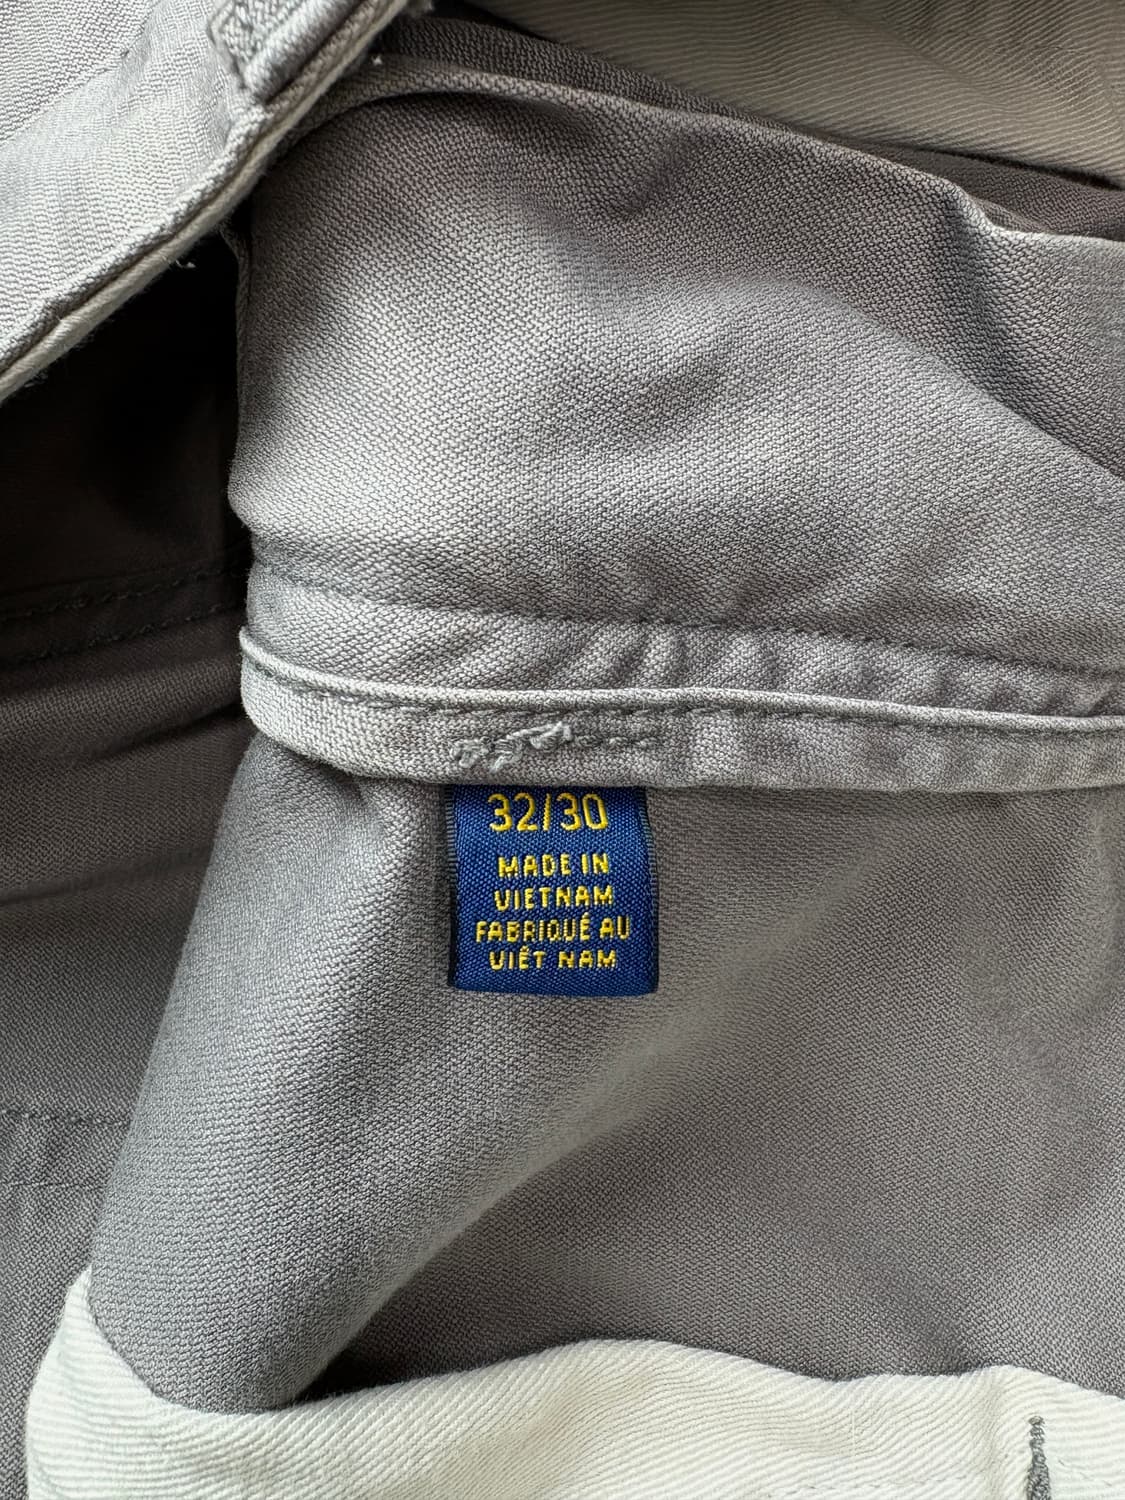 32/30
MADE IN
VIETNAM
FABRIQUÉ AU
VIÊT NAM